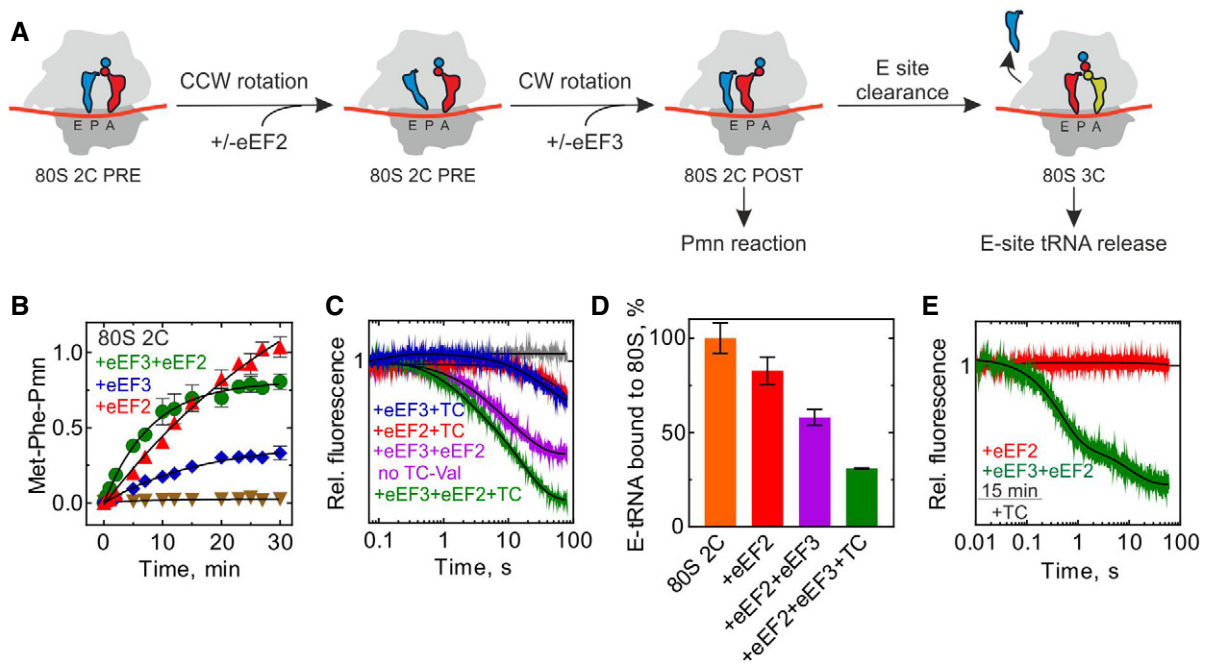 A
CCW rotation
+/-eEF2
CW rotation
+/-eEF3
E site
clearance
E P A
E P A
E P A
E P A
80S 2C PRE
80S 2C PRE
80S 2C POST
80S 3C
Pmn reaction
E-site tRNA release
B
Met-Phe-Pmn
1.0
0.5
0.0
80S 2C
+eEF3+eEF2
+eEF3
+eEF2
0 10 20 30
Time, min
C
Rel. fluorescence
1
+eEF3+TC
+eEF2+TC
+eEF3+eEF2
no TC-Val
+eEF3+eEF2+TC
0.1 1 10 100
Time, s
D
E-tRNA bound to 80S, %
100
50
0
80S 2C
+eEF2
+eEF2+eEF3
+eEF2+eEF3+TC
E
Rel. fluorescence
1
+eEF2
+eEF3+eEF2
15 min
+TC
0.01 0.1 1 10 100
Time, s